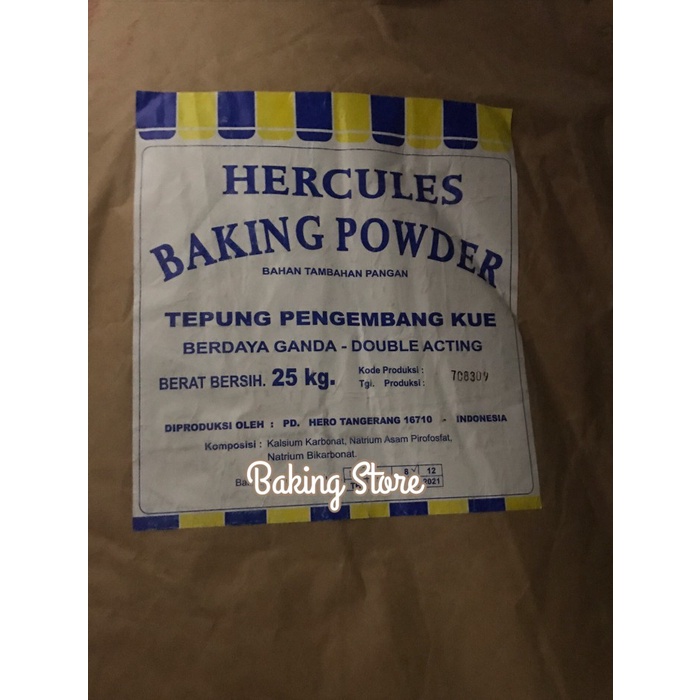 HERCULES
BAKING POWDER
BAHAN TAMBAHAN PANGAN
TEPUNG PENGEMBANG KUE
BERDAYA GANDA - DOUBLE ACTING
BERAT BERSIH. 25 kg.
Kode Produksi :
Tgl. Produksi :
708309
DIPRODUKSI OLEH : PD. HERO TANGERANG 16710 - INDONESIA
Komposisi : Kalsium Karbonat, Natrium Asam Pirofosfat,
Natrium Bikarbonat.
8 12
2021
Baking Store